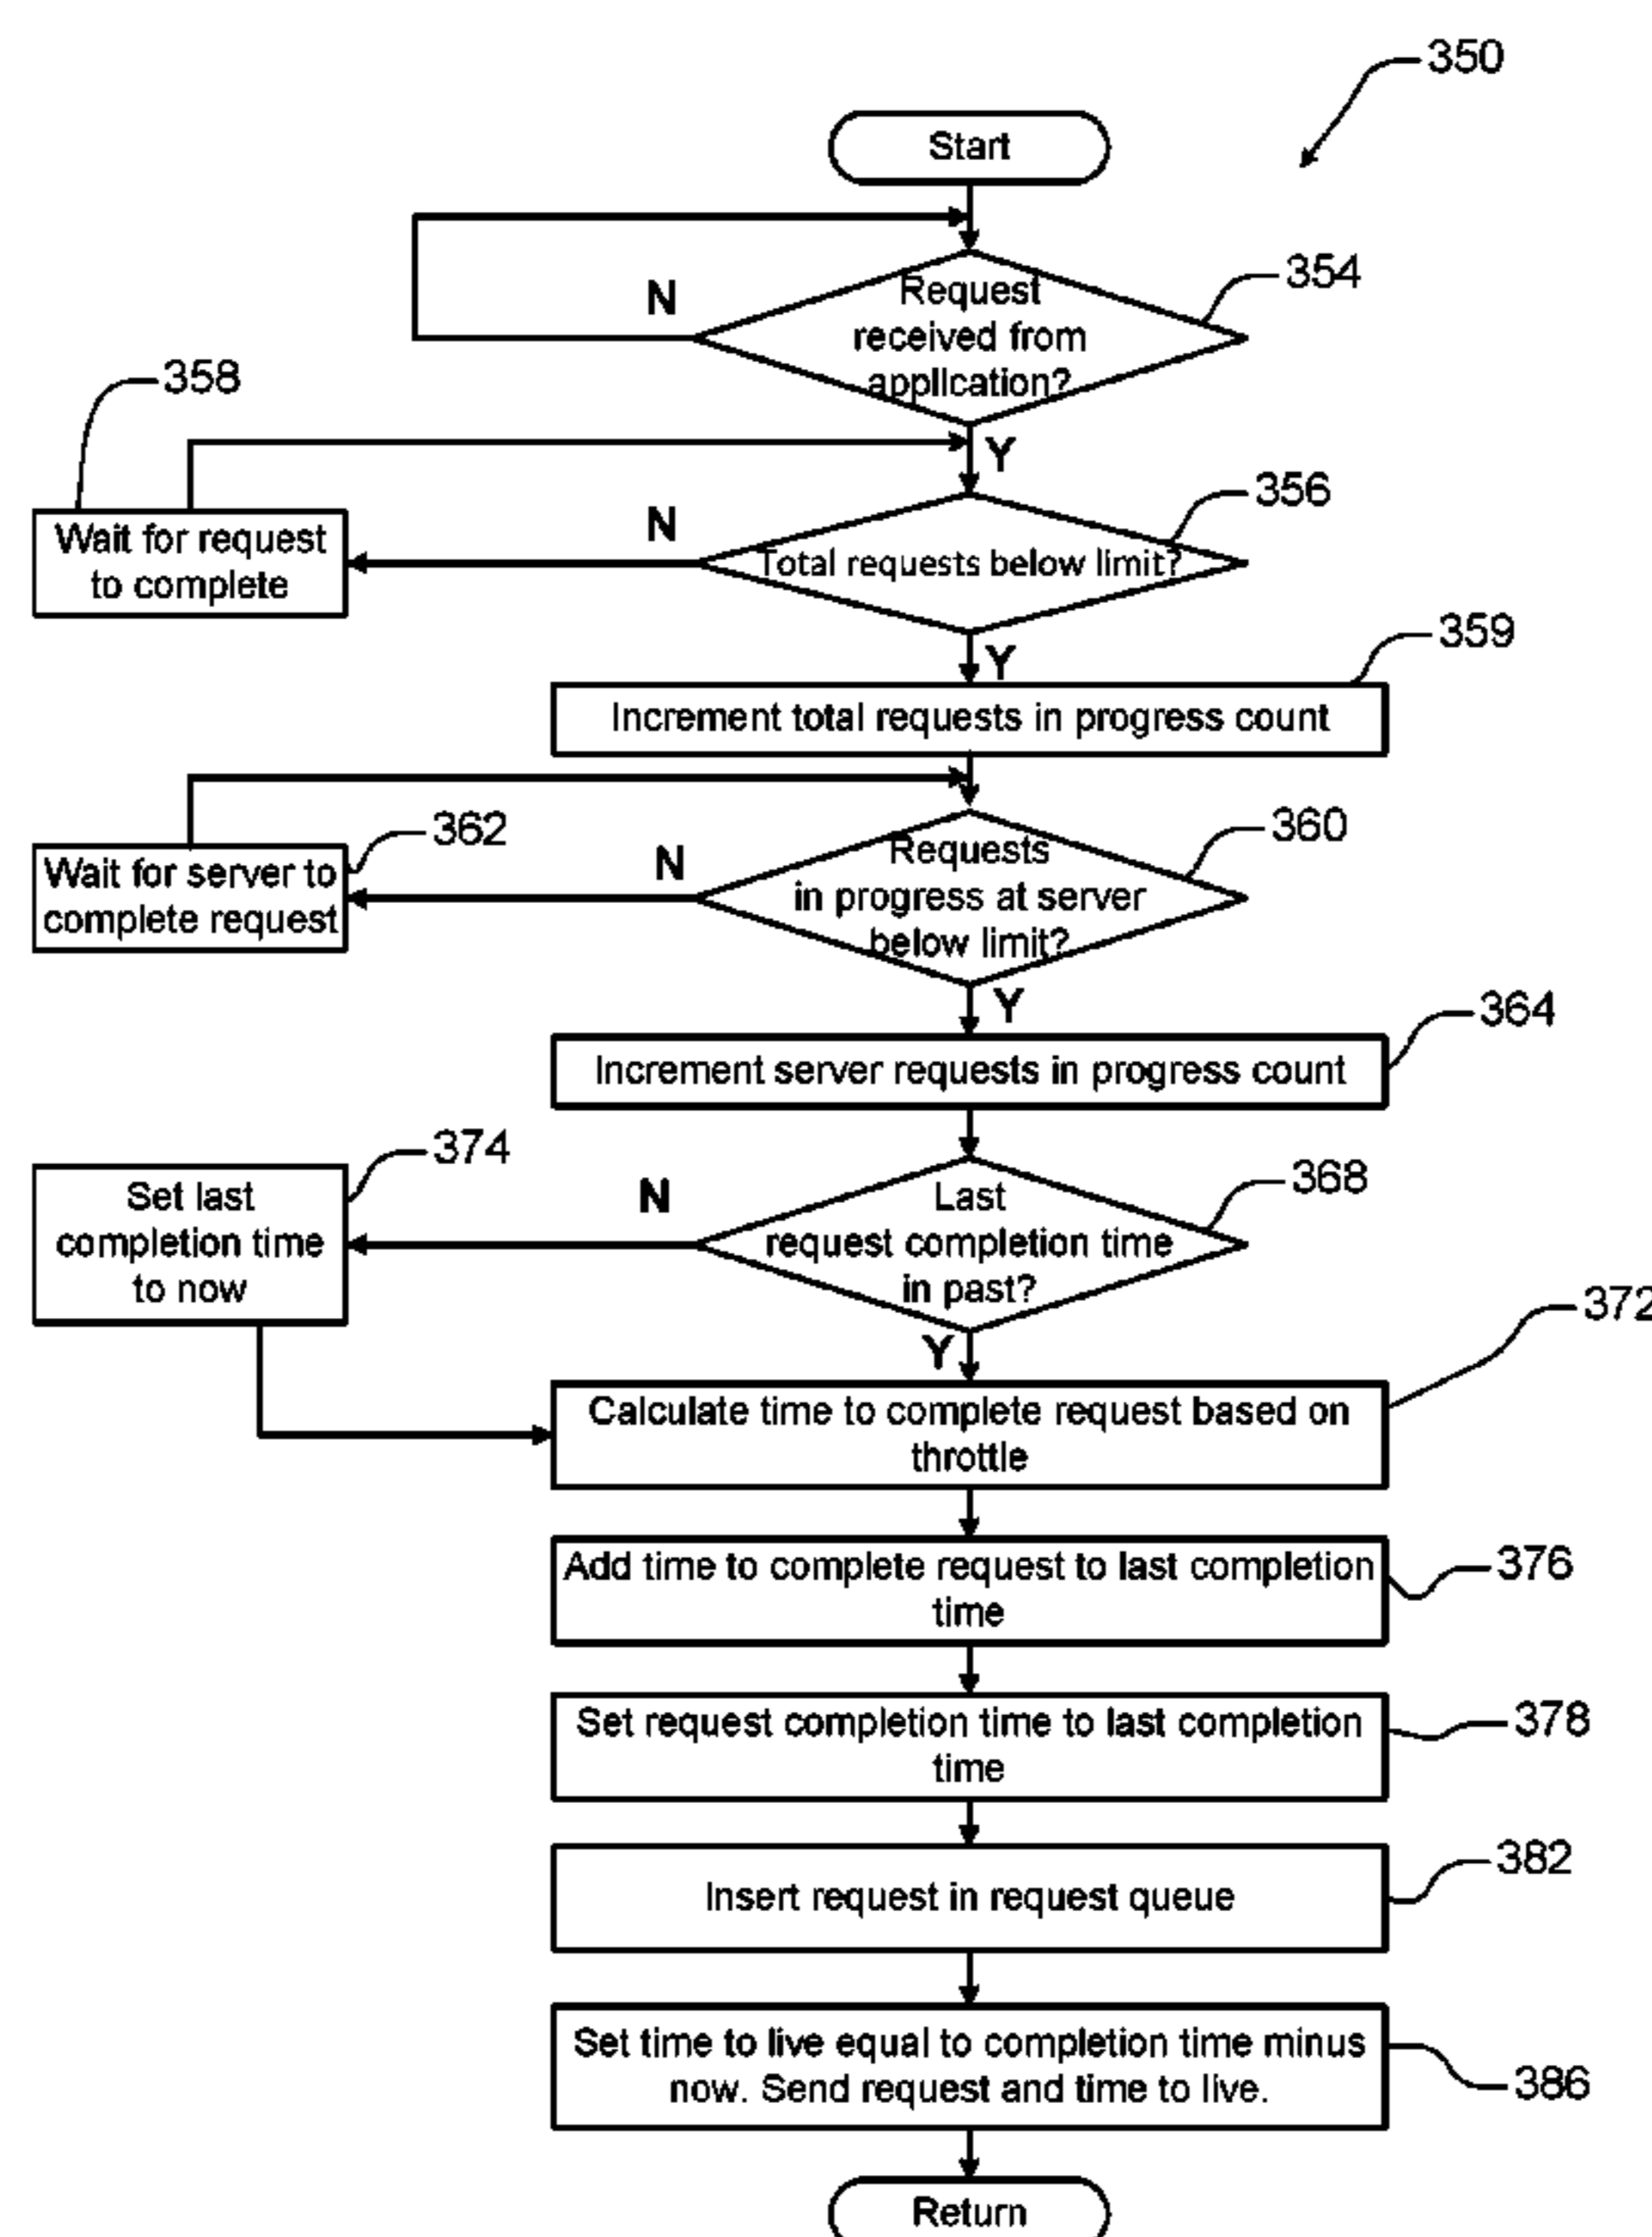 350
Start
N
Request
received from
application?
354
358
Y
Wait for request
to complete
N
Total requests below limit?
356
Y
359
Increment total requests in progress count
Wait for server to
complete request
362
N
Requests
in progress at server
below limit?
360
Y
364
Increment server requests in progress count
Set last
completion time
to now
374
N
Last
request completion time
in past?
368
Y
372
Calculate time to complete request based on
throttle
Add time to complete request to last completion
time
376
Set request completion time to last completion
time
378
Insert request in request queue
382
Set time to live equal to completion time minus
now. Send request and time to live.
386
Return